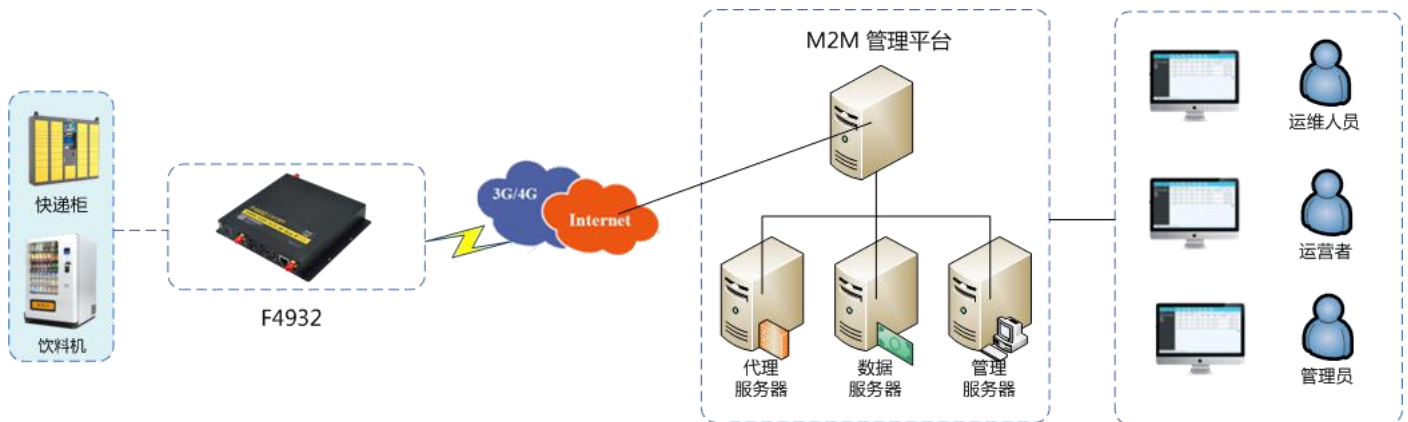 快递柜
饮料机
F4932
3G/4G
Internet
M2M 管理平台
代理
服务器
数据
服务器
管理
服务器
运维人员
运营者
管理员